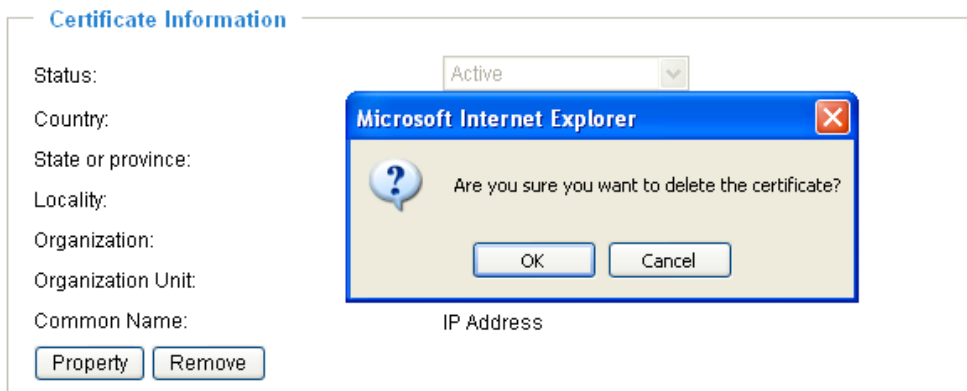 Certificate Information
Status:
Active
Country:
Microsoft Internet Explorer
State or province:
?
Are you sure you want to delete the certificate?
Locality:
Organization:
OK
Cancel
Organization Unit:
Common Name:
IP Address
Property
Remove